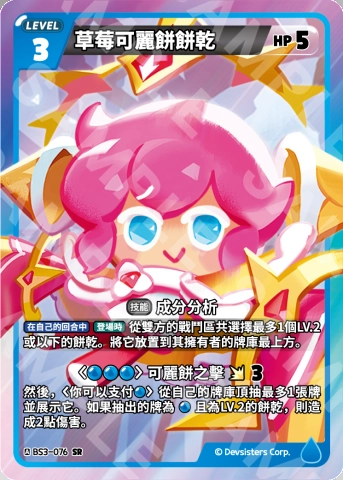 LEVEL
3
草莓可麗餅餅乾
HP 5
技能 成分分析
在自己的回合中 登場時 從雙方的戰鬥區共選擇最多1個LV.2
或以下的餅乾。將它放置到其擁有者的牌庫最上方。
〈🔵🔵🔵〉可麗餅之擊 3
然後,〈你可以支付🔵〉從自己的牌庫頂抽最多1張牌
並展示它。如果抽出的牌為🔵且為LV.2的餅乾,則造
成2點傷害。
A BS3-076 SR
© Devsisters Corp.